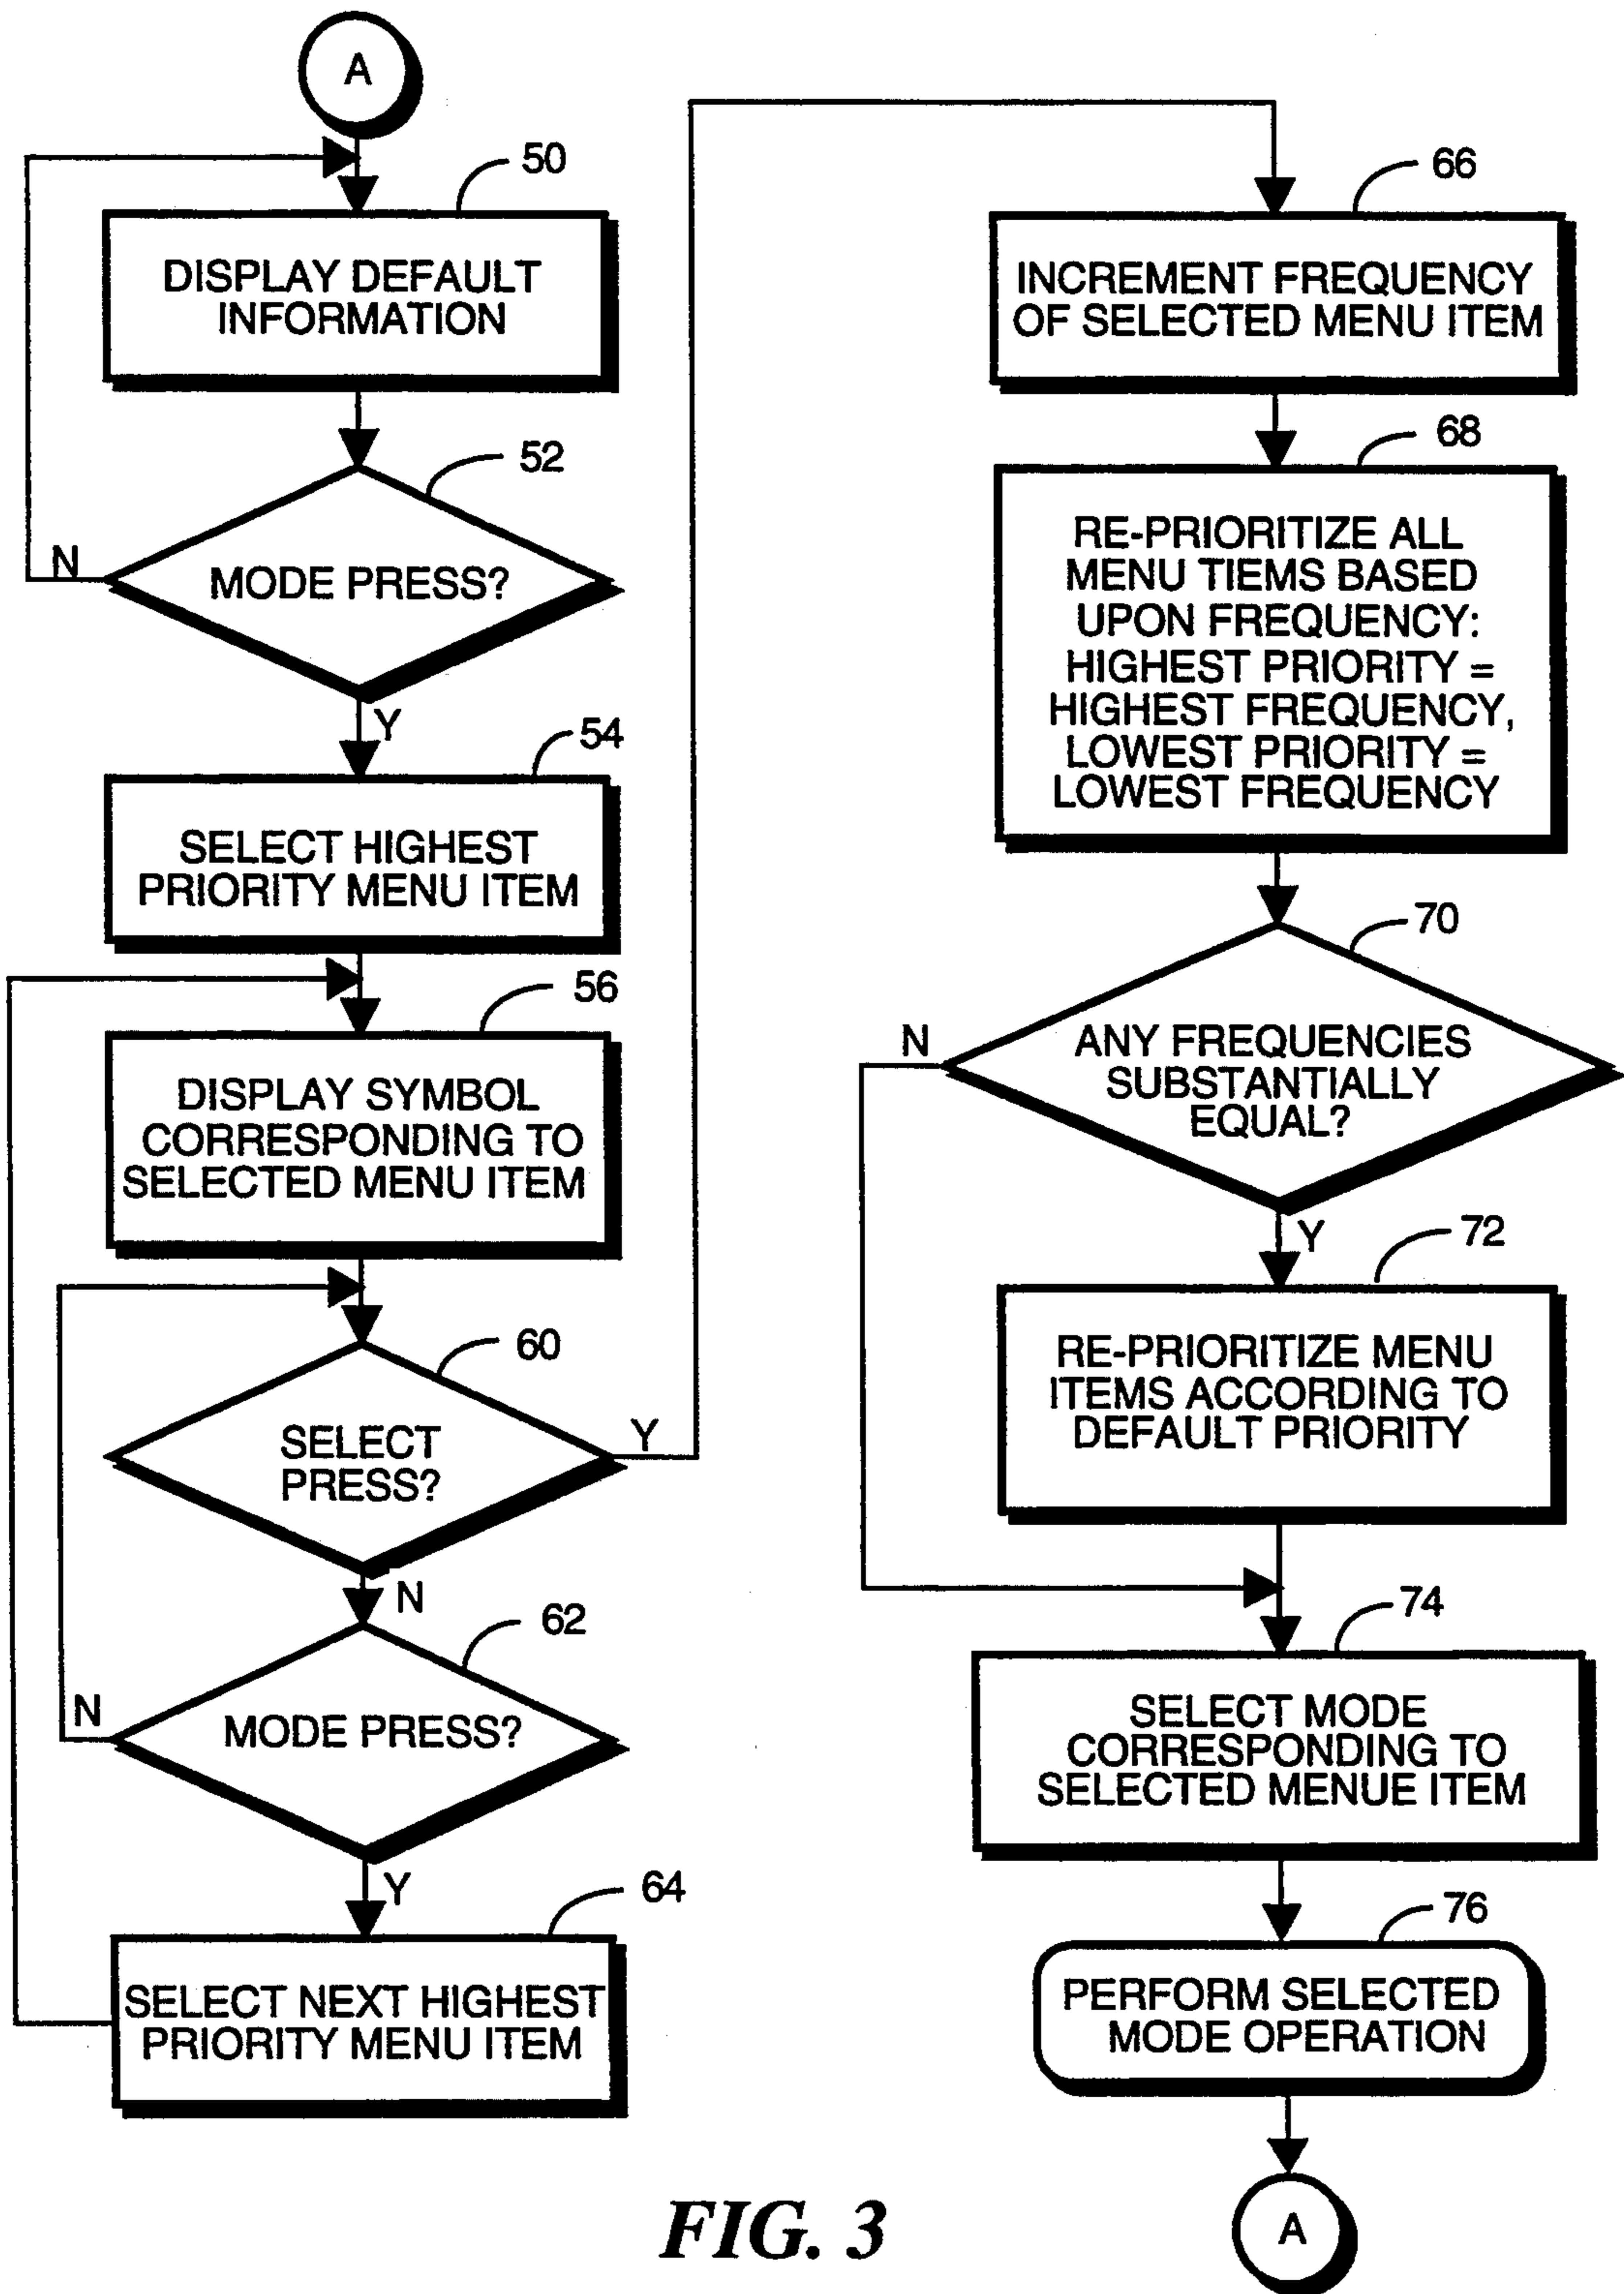 A
50
DISPLAY DEFAULT
INFORMATION
52
MODE PRESS?
N
Y
54
SELECT HIGHEST
PRIORITY MENU ITEM
56
DISPLAY SYMBOL
CORRESPONDING TO
SELECTED MENU ITEM
60
SELECT
PRESS?
Y
N
62
MODE PRESS?
N
Y
64
SELECT NEXT HIGHEST
PRIORITY MENU ITEM
66
INCREMENT FREQUENCY
OF SELECTED MENU ITEM
68
RE-PRIORITIZE ALL
MENU TIEMS BASED
UPON FREQUENCY:
HIGHEST PRIORITY =
HIGHEST FREQUENCY,
LOWEST PRIORITY =
LOWEST FREQUENCY
70
N
ANY FREQUENCIES
SUBSTANTIALLY
EQUAL?
Y
72
RE-PRIORITIZE MENU
ITEMS ACCORDING TO
DEFAULT PRIORITY
74
SELECT MODE
CORRESPONDING TO
SELECTED MENUE ITEM
76
PERFORM SELECTED
MODE OPERATION
A
FIG. 3